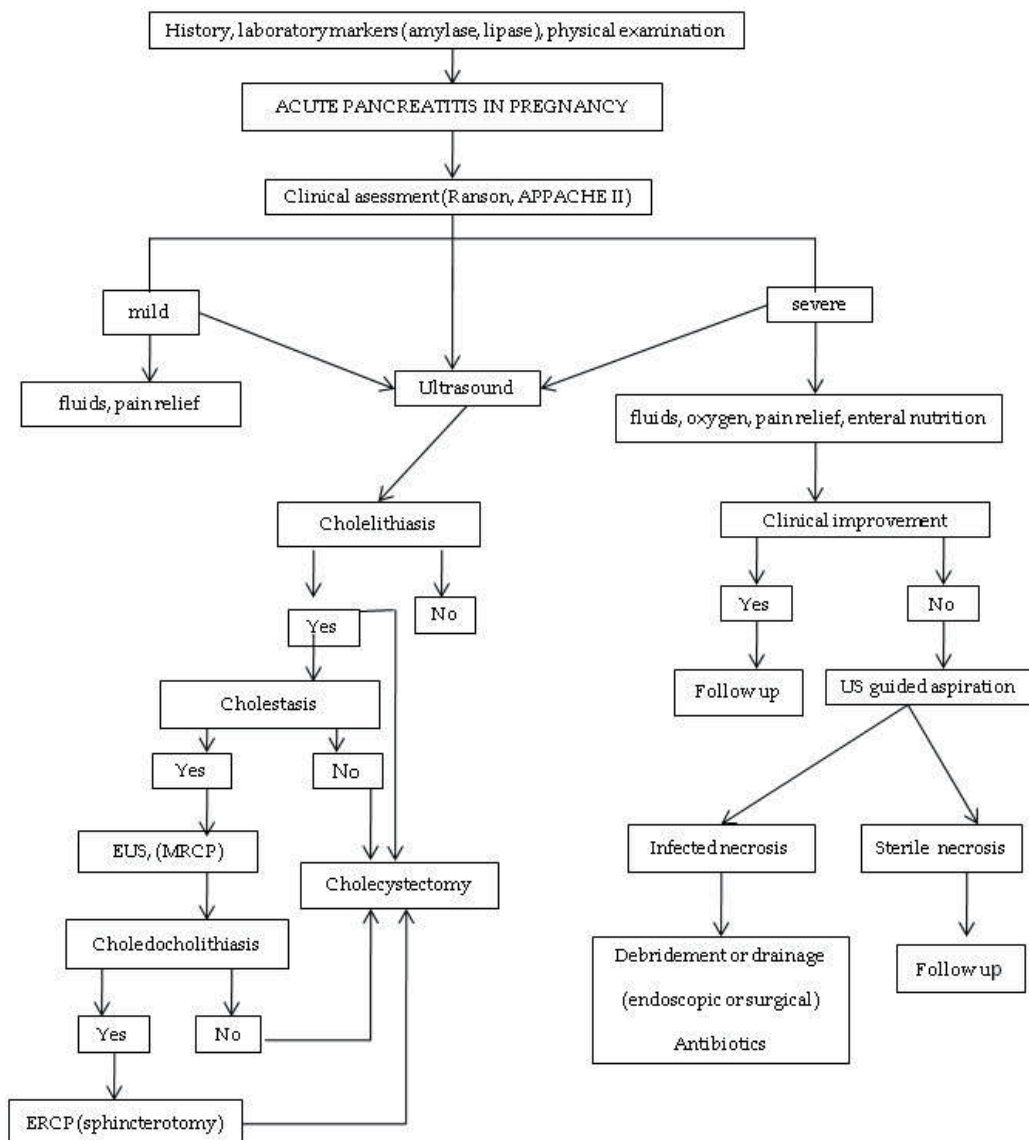 History, laboratory markers (amylase, lipase), physical examination
ACUTE PANCREATITIS IN PREGNANCY
Clinical asessment (Ranson, APPACHE II)
mild
severe
fluids, pain relief
Ultrasound
fluids, oxygen, pain relief, enteral nutrition
Cholelithiasis
Clinical improvement
Yes
No
Yes
No
Cholestasis
Follow up
US guided aspiration
Yes
No
EUS, (MRCP)
Cholecystectomy
Infected necrosis
Sterile necrosis
Choledocholithiasis
Debridement or drainage
(endoscopic or surgical)
Antibiotics
Follow up
Yes
No
ERCP (sphincterotomy)